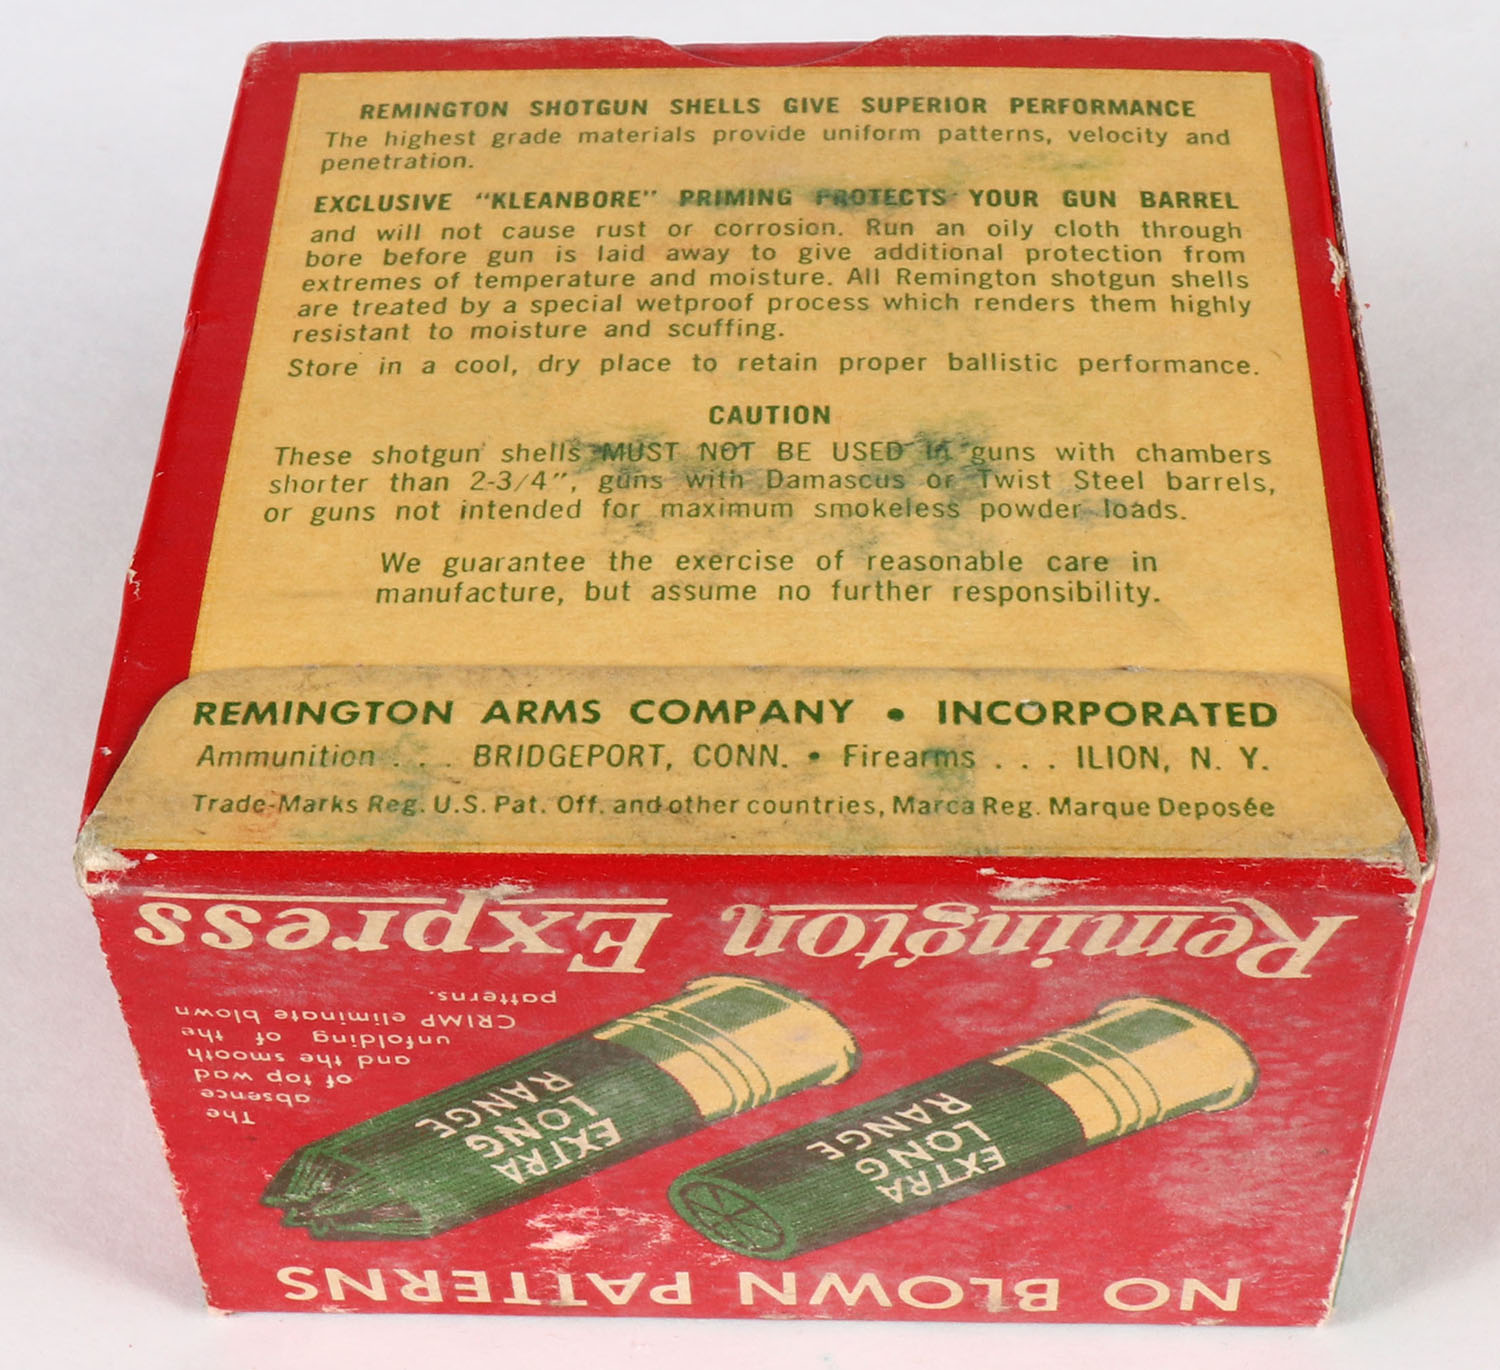 REMINGTON SHOTGUN SHELLS GIVE SUPERIOR PERFORMANCE
The highest grade materials provide uniform patterns, velocity and
penetration.
EXCLUSIVE "KLEANBORE" PRIMING PROTECTS YOUR GUN BARREL
and will not cause rust or corrosion. Run an oily cloth through
bore before gun is laid away to give additional protection from
extremes of temperature and moisture. All Remington shotgun shells
are treated by a special wetproof process which renders them highly
resistant to moisture and scuffing.
Store in a cool, dry place to retain proper ballistic performance.
CAUTION
These shotgun shells MUST NOT BE USED in guns with chambers
shorter than 2-3/4", guns with Damascus or Twist Steel barrels,
or guns not intended for maximum smokeless powder loads.
We guarantee the exercise of reasonable care in
manufacture, but assume no further responsibility.
REMINGTON ARMS COMPANY • INCORPORATED
Ammunition . . . BRIDGEPORT, CONN. • Firearms . . . ILION, N. Y.
Trade-Marks Reg. U.S. Pat. Off. and other countries, Marca Reg. Marque Deposée
NO BLOWN PATTERNS
EXTRA
LONG
RANGE
EXTRA
LONG
RANGE
The
absence
of top wad
and the smooth
unfolding of the
CRIMP eliminate blown
patterns.
Remington Express